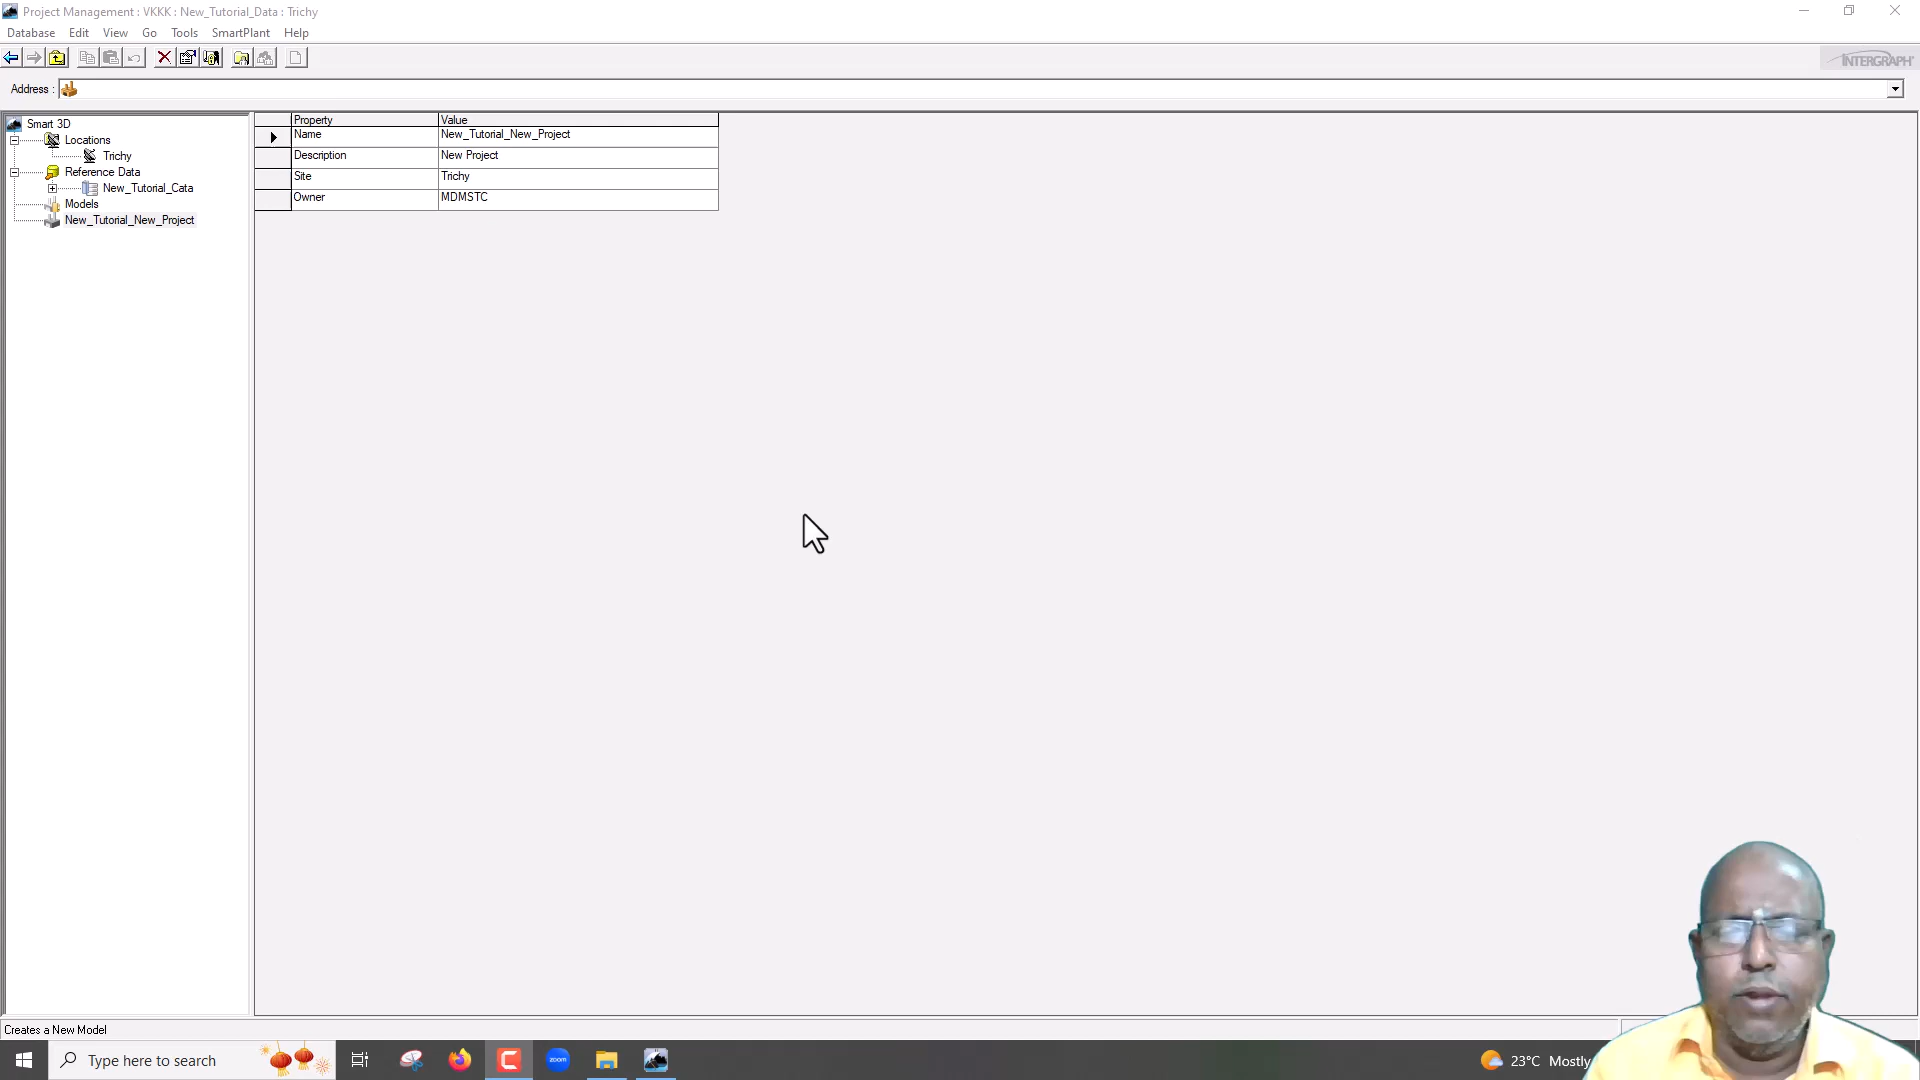 Project Management : VKKK : New_Tutorial_Data : Trichy
Database Edit View Go Tools SmartPlant Help
INTERGRAPH
Address :
Smart 3D
Locations
Trichy
Reference Data
New_Tutorial_Cata
Models
New_Tutorial_New_Project
Property Value
Name New_Tutorial_New_Project
Description New Project
Site Trichy
Owner MDMSTC
Creates a New Model
Type here to search
zoom
23°C Mostly